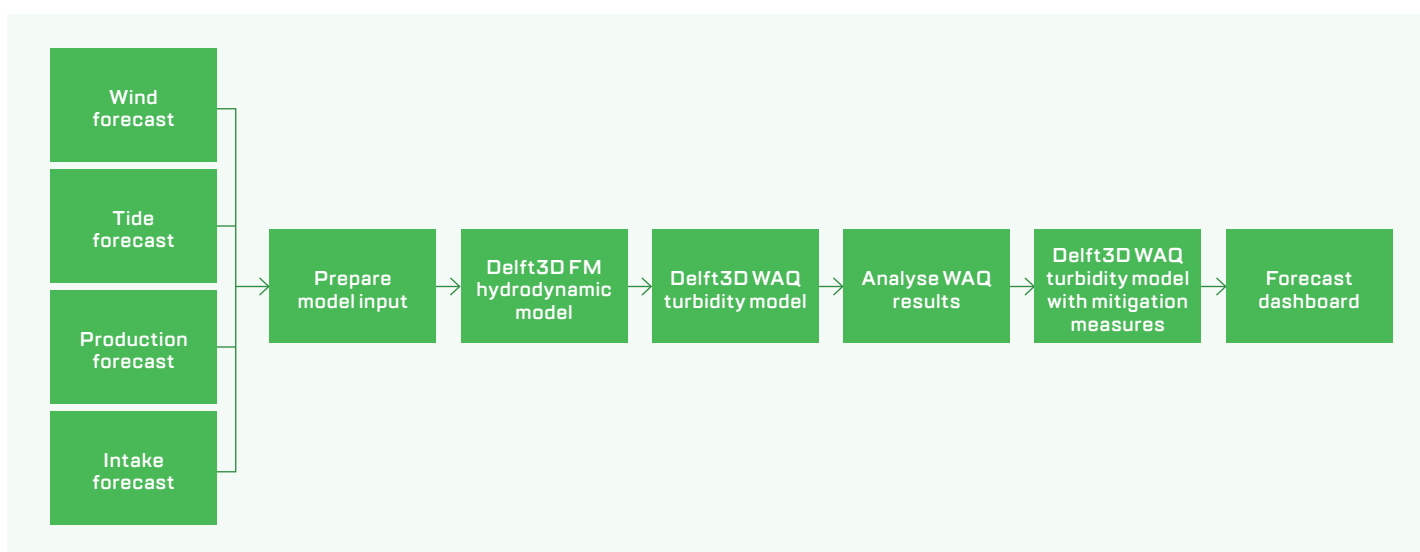 Wind
forecast
Tide
forecast
Production
forecast
Intake
forecast
Prepare
model input
Delft3D FM
hydrodynamic
model
Delft3D WAQ
turbidity model
Analyse WAQ
results
Delft3D WAQ
turbidity model
with mitigation
measures
Forecast
dashboard